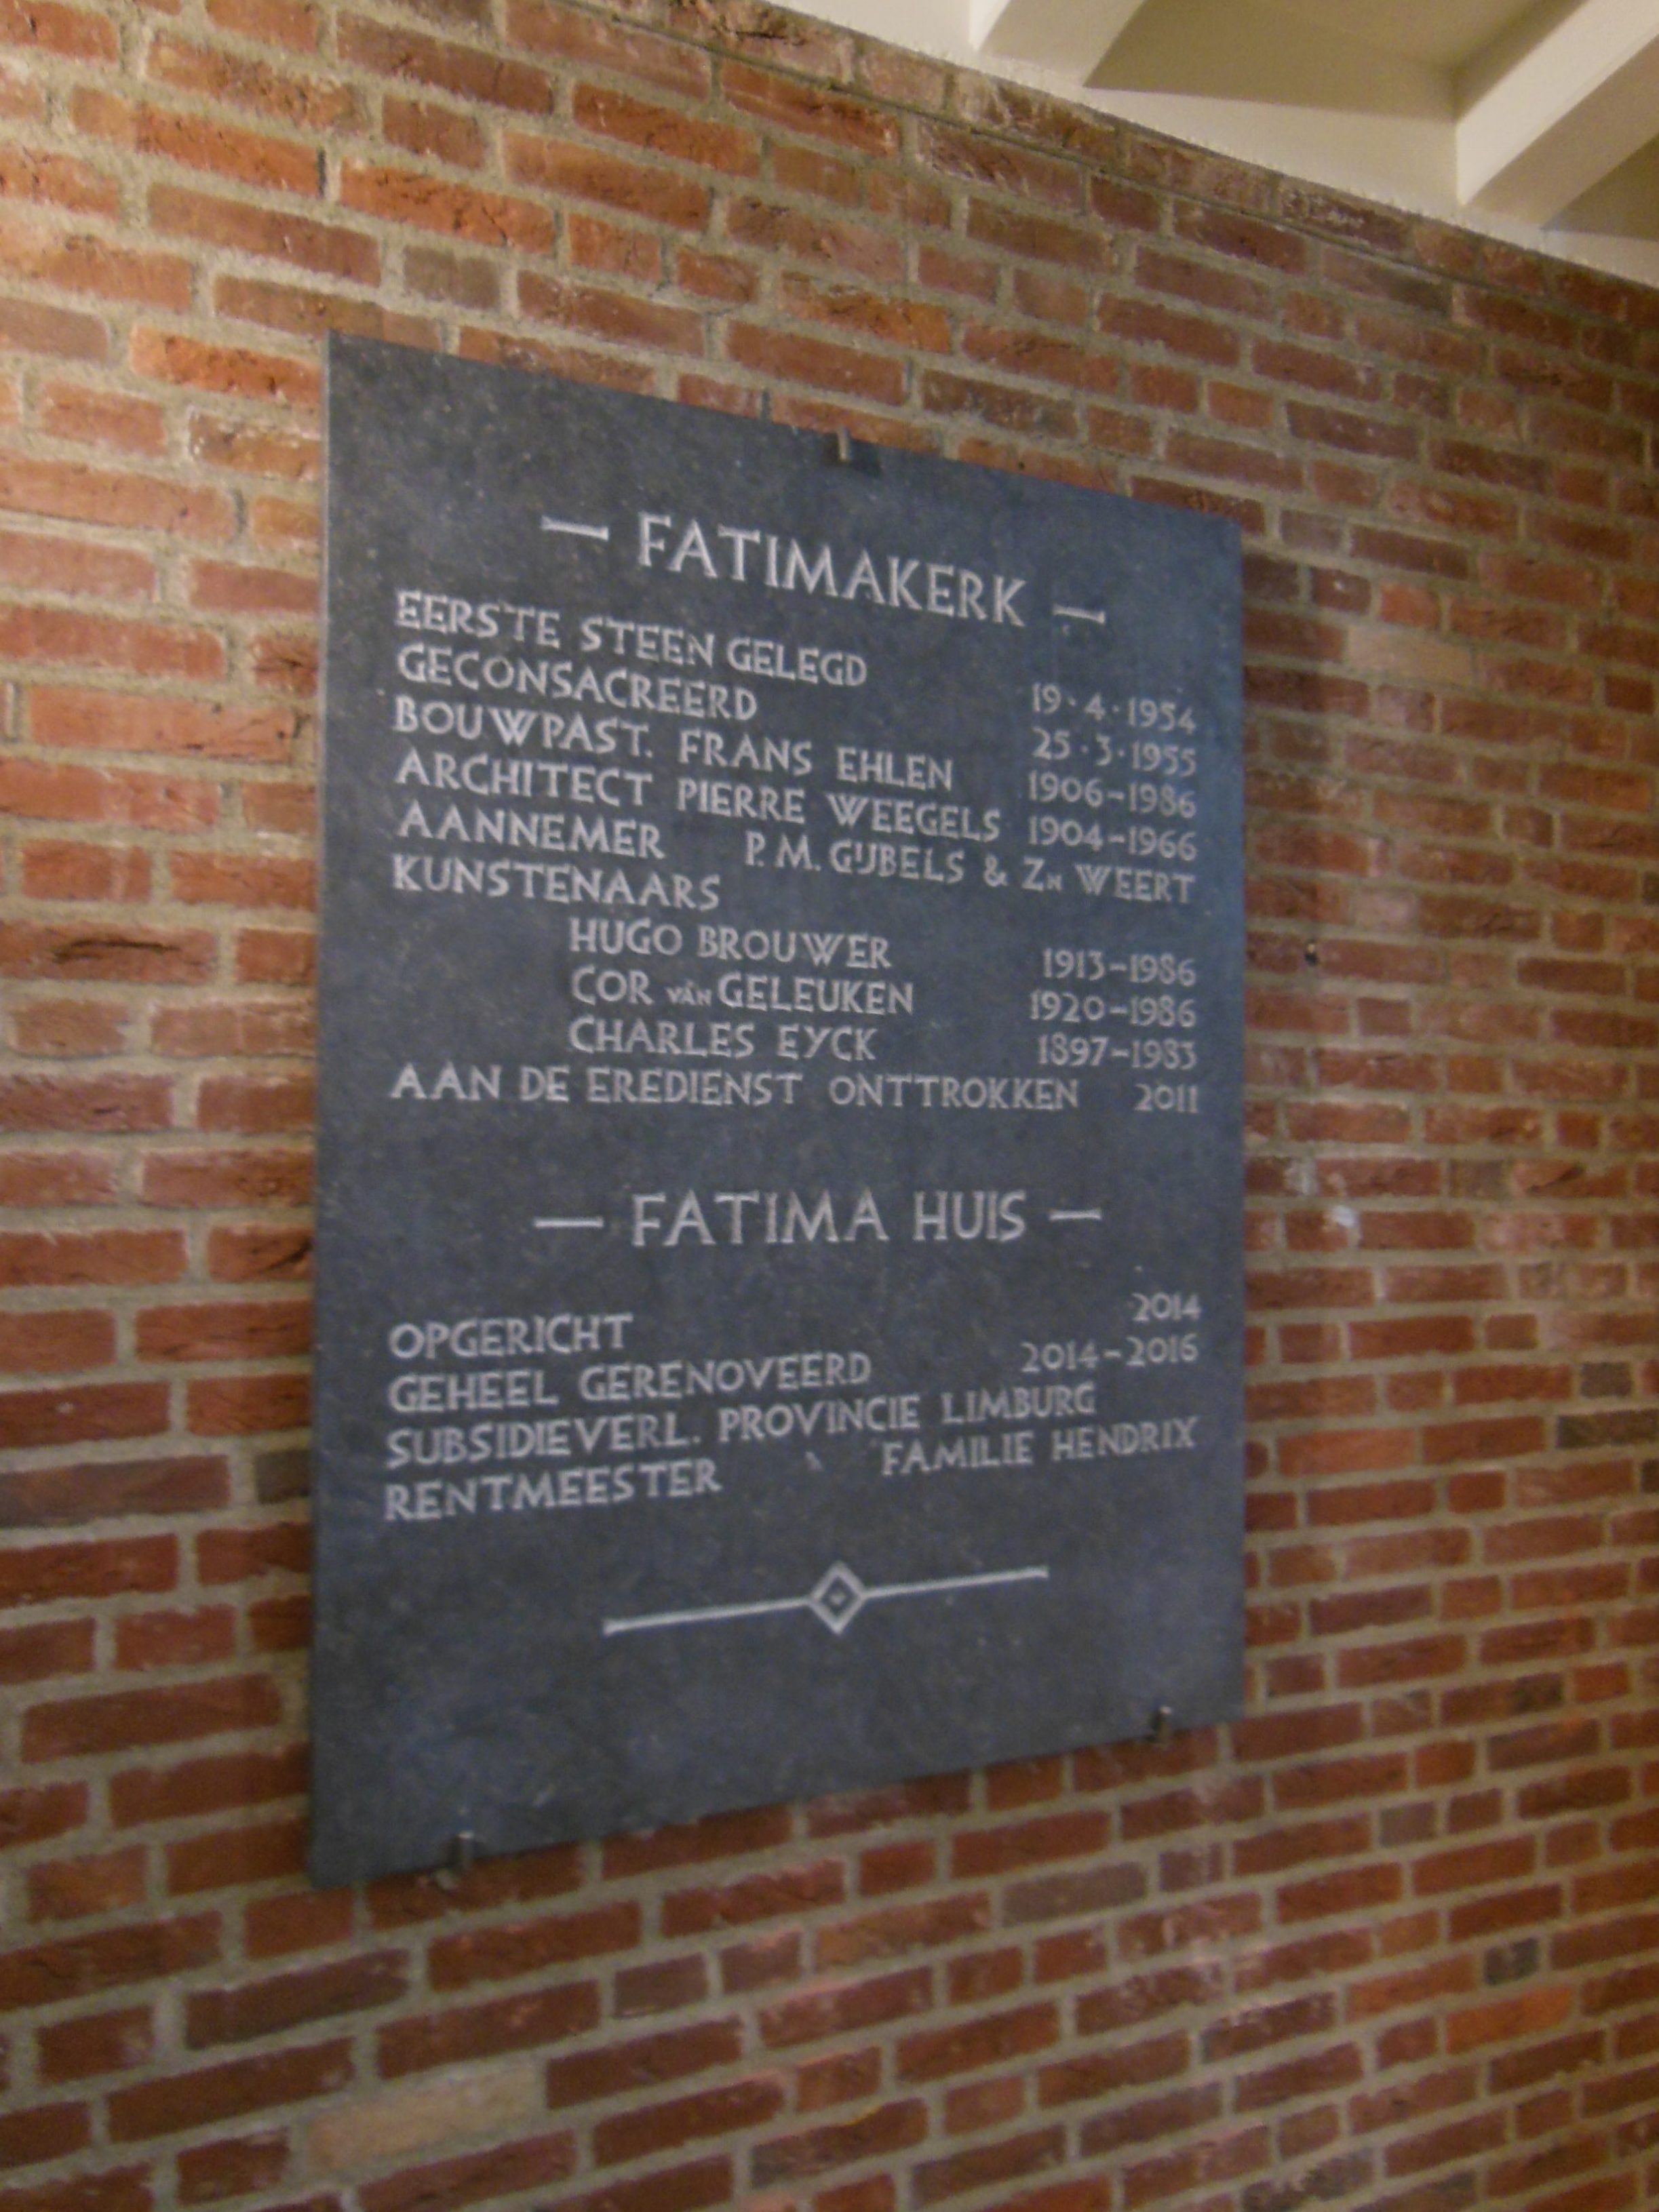 — FATIMAKERK —
EERSTE STEEN GELEGD 19·4·1954
GECONSACREERD 25·3·1955
BOUWPAST. FRANS EHLEN 1906-1986
ARCHITECT PIERRE WEEGELS 1904-1966
AANNEMER P.M. GIJBELS & ZN WEERT
KUNSTENAARS
HUGO BROUWER 1913-1986
COR VAN GELEUKEN 1920-1986
CHARLES EYCK 1897-1983
AAN DE EREDIENST ONTTROKKEN 2011
— FATIMA HUIS —
OPGERICHT 2014
GEHEEL GERENOVEERD 2014-2016
SUBSIDIEVERL. PROVINCIE LIMBURG
RENTMEESTER FAMILIE HENDRIX